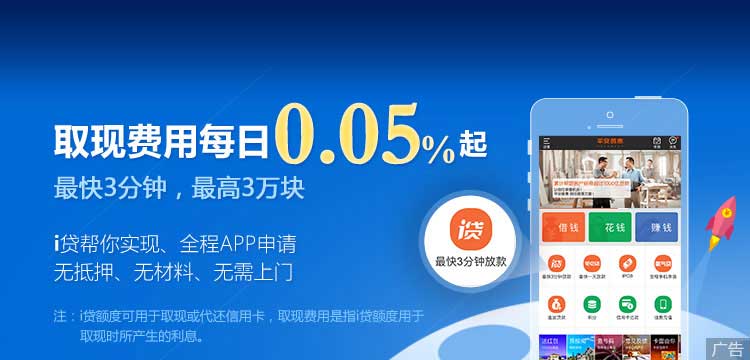 取现费用每日0.05%起
最快3分钟，最高3万块
i贷帮你实现、全程APP申请
无抵押、无材料、无需上门
注：i贷额度可用于取现或代还信用卡，取现费用是指i贷额度用于
取现时所产生的利息。
i贷
最快3分钟放款
平安普惠
借钱
花钱
赚钱
广告